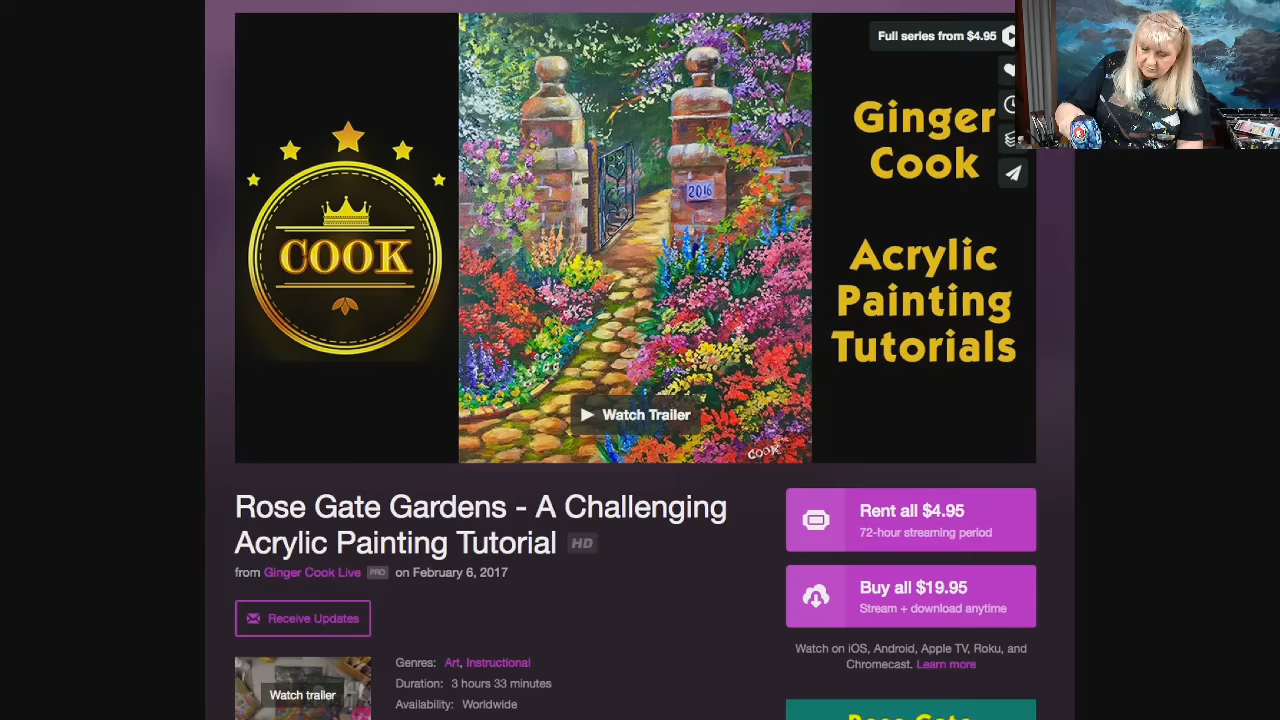 Full series from $4.95
Ginger
Cook
COOK
2016
Acrylic
Painting
Tutorials
Watch Trailer
COOK
Rose Gate Gardens - A Challenging
Acrylic Painting Tutorial HD
from Ginger Cook Live PRO on February 6, 2017
Receive Updates
Rent all $4.95
72-hour streaming period
Buy all $19.95
Stream + download anytime
Watch on iOS, Android, Apple TV, Roku, and
Chromecast. Learn more
Watch trailer
Genres: Art, Instructional
Duration: 3 hours 33 minutes
Availability: Worldwide
Rose Gate